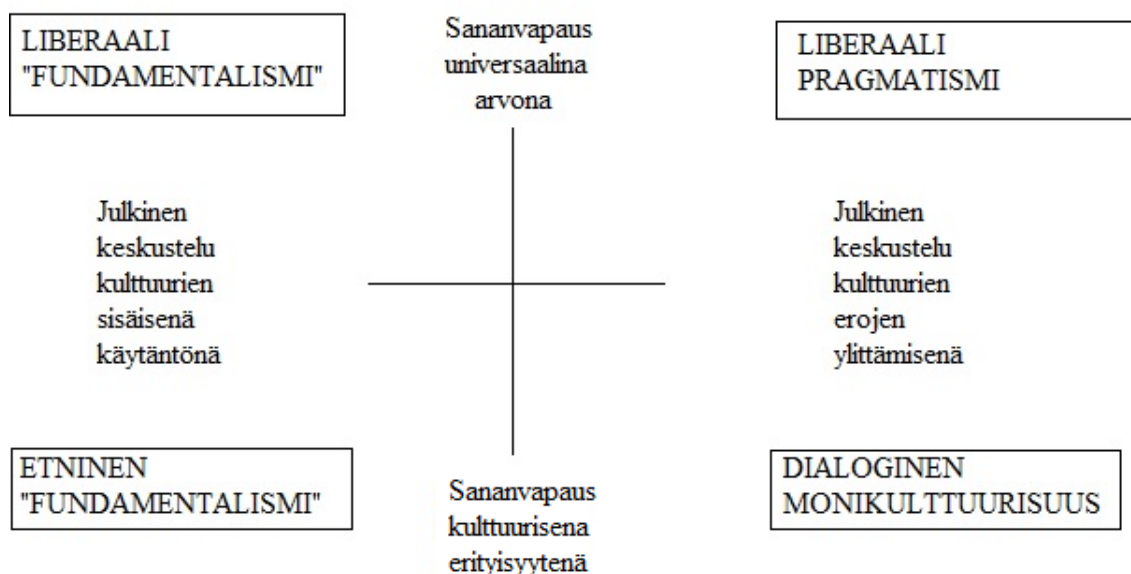 LIBERAALI
"FUNDAMENTALISMI"
Sananvapaus
universaalina
arvona
LIBERAALI
PRAGMATISMI
Julkinen
keskustelu
kulttuurien
sisäisenä
käytäntönä
Julkinen
keskustelu
kulttuurien
erojen
ylittämisenä
ETNINEN
"FUNDAMENTALISMI"
Sananvapaus
kulttuurisena
erityisyytenä
DIALOGINEN
MONIKULTTUURISUUS